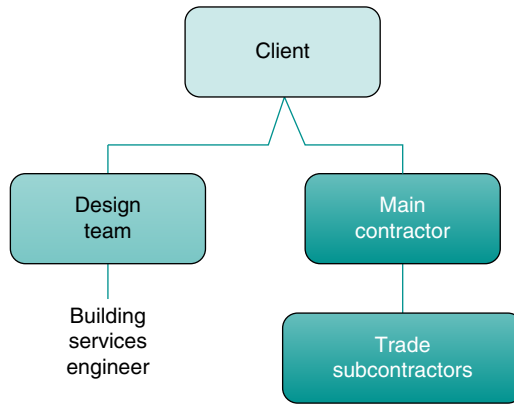 Client
Design
team
Main
contractor
Building
services
engineer
Trade
subcontractors